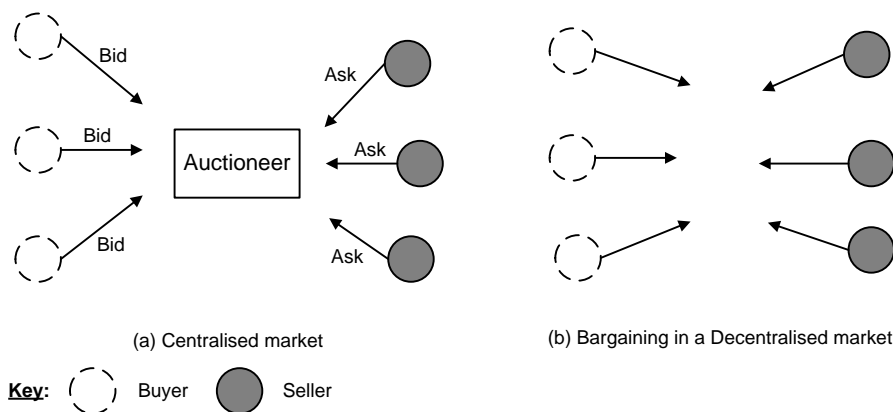 Bid
Ask
Bid
Auctioneer
Ask
Bid
Ask
(a) Centralised market
(b) Bargaining in a Decentralised market
Key: Buyer Seller